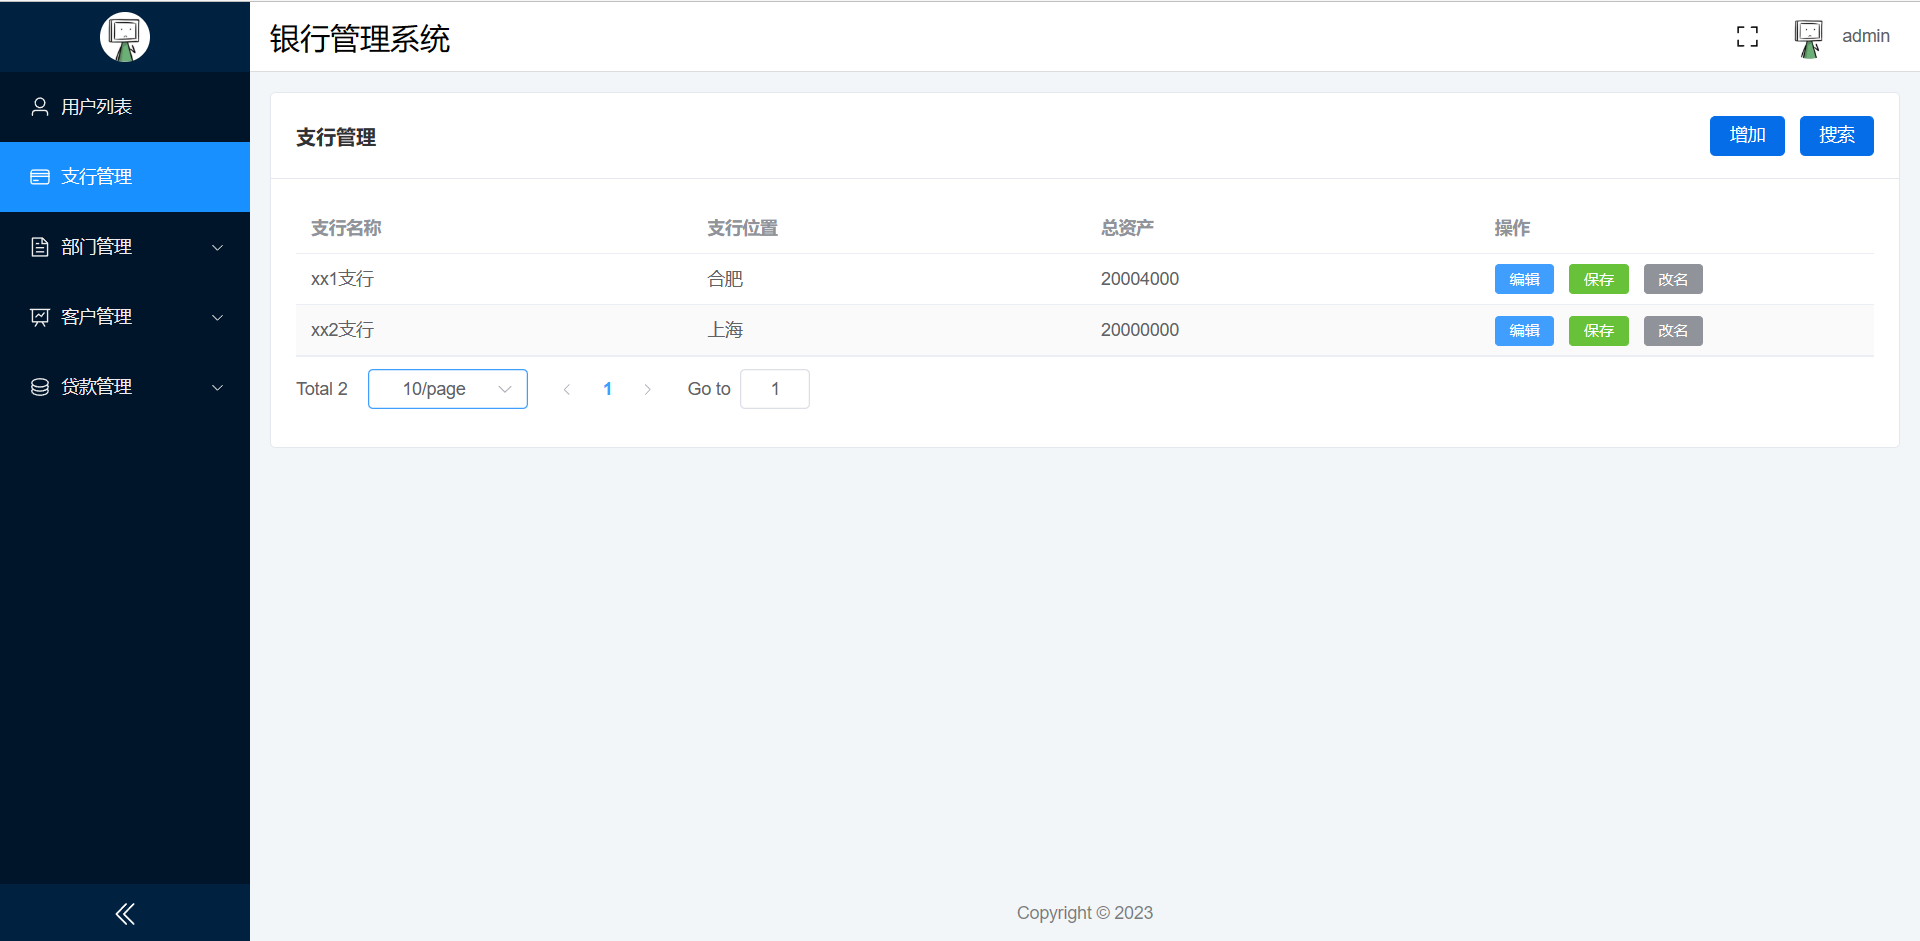 银行管理系统
admin
用户列表
支行管理
部门管理
客户管理
贷款管理
支行管理
增加 搜索
支行名称 支行位置 总资产 操作
xx1支行 合肥 20004000 编辑 保存 改名
xx2支行 上海 20000000 编辑 保存 改名
Total 2 10/page 1 Go to 1
Copyright © 2023